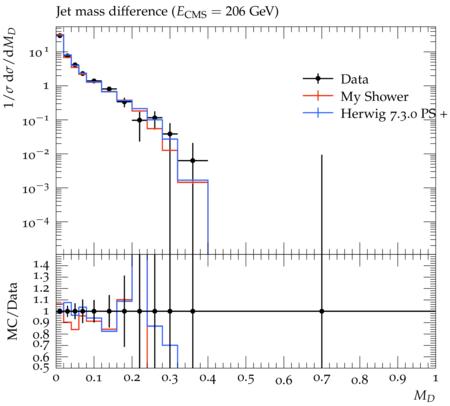 Jet mass difference (E_CMS = 206 GeV)
1/σ dσ/dM_D
10^1
1
10^−1
10^−2
10^−3
10^−4
Data
My Shower
Herwig 7.3.0 PS +
MC/Data
1.4
1.3
1.2
1.1
1
0.9
0.8
0.7
0.6
0.5
0 0.1 0.2 0.3 0.4 0.5 0.6 0.7 0.8 0.9 1
M_D